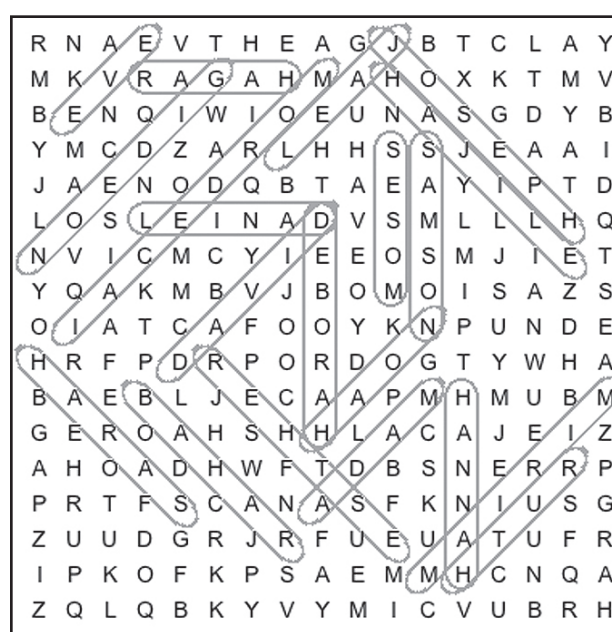 R N A E V T H E A G J B T C L A Y
M K V R A G A H M A H O X K T M V
B E N Q I W I O E U N A S G D Y B
Y M C D Z A R L H H S S J E A A I
J A E N O D Q B T A E A Y I P T D
L O S L E I N A D V S M L L L H Q
N V I C M C Y I E E O S M J I E T
Y Q A K M B V J B O M O I S A Z S
O I A T C A F O O Y K N P U N D E
H R F P D R P O R D O G T Y W H A
B A E B L J E C A A P M H M U B M
G E R O A H S H H L A C A J E I Z
A H O A D H W F T D B S N E R R P
P R T F S C A N A S F K N I U S G
Z U U D G R J R F U E U A T U F R
I P K O F K P S A E M M H C N Q A
Z Q L Q B K Y V Y M I C V U B R H